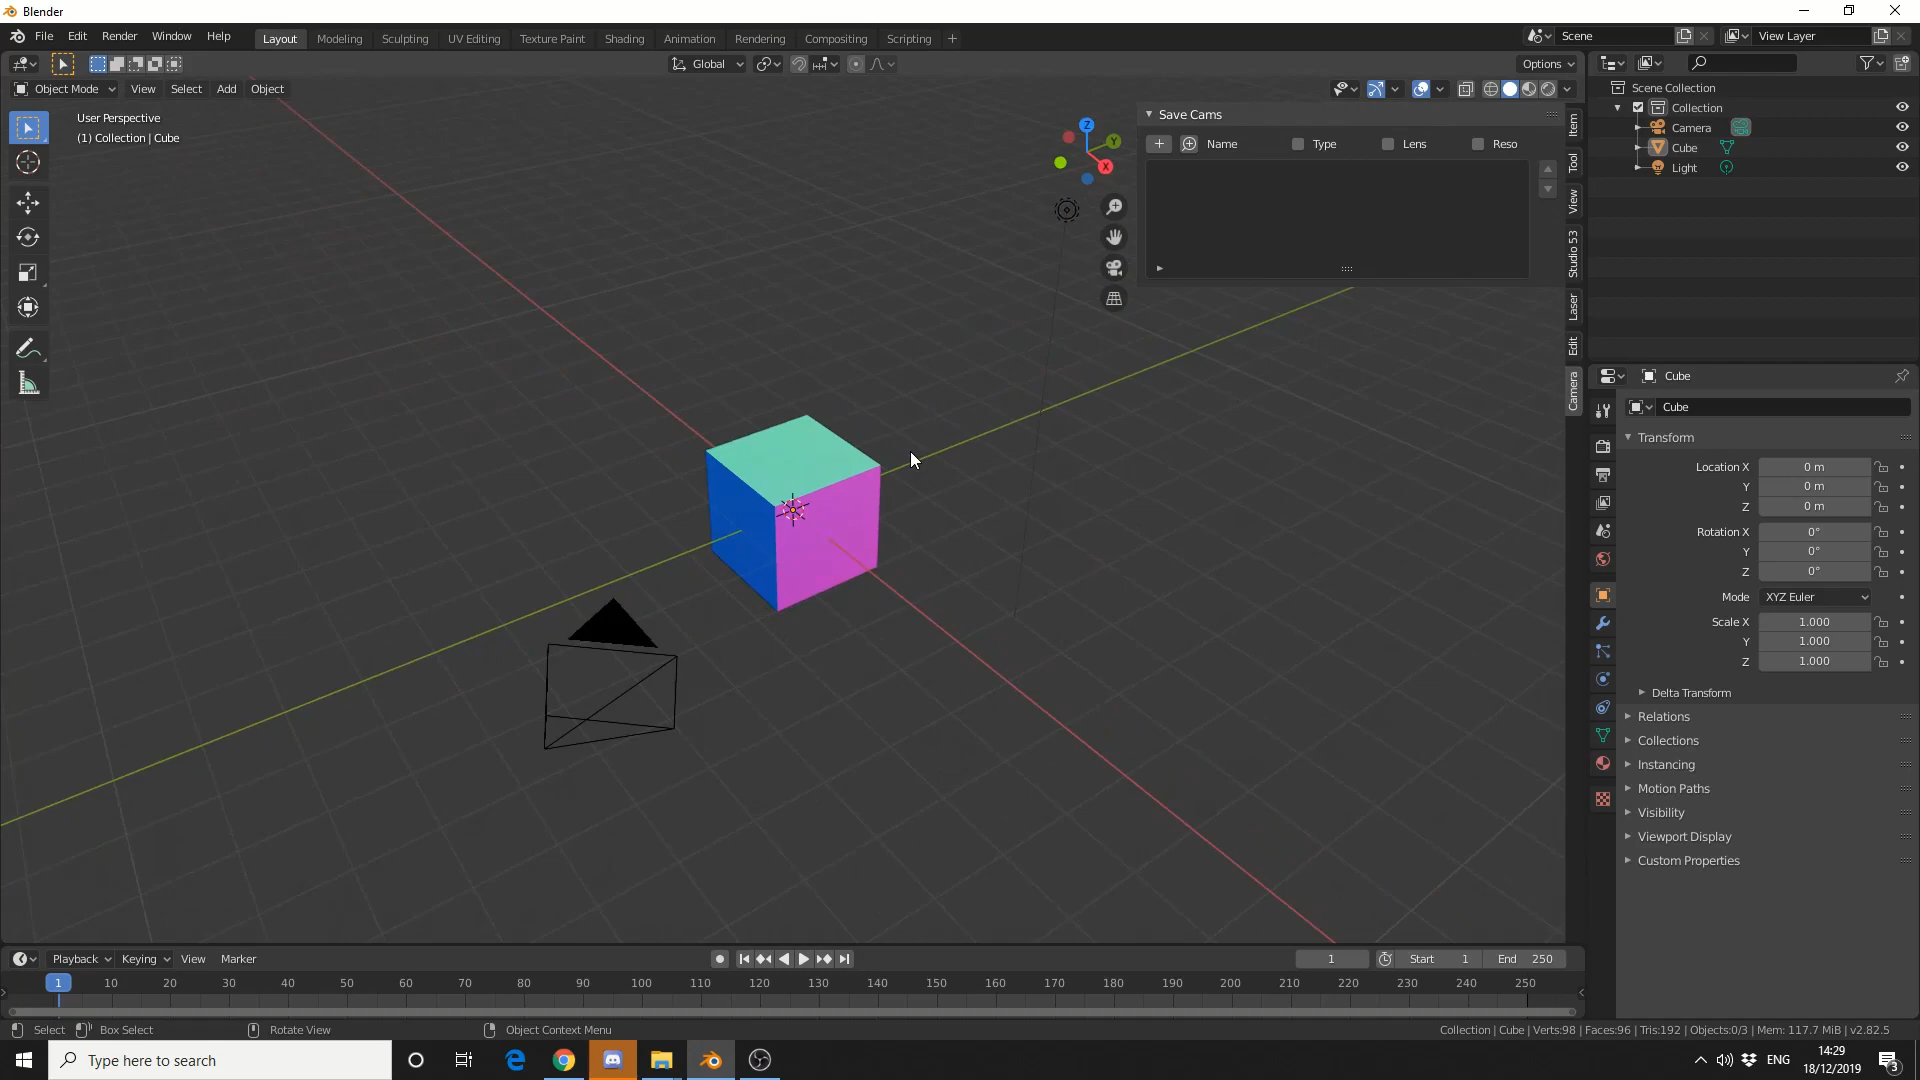 Blender
File Edit Render Window Help
Layout Modeling Sculpting UV Editing Texture Paint Shading Animation Rendering Compositing Scripting +
Scene
View Layer
Global
Options
Object Mode View Select Add Object
User Perspective
(1) Collection | Cube
Z
Y
X
Save Cams
Name Type Lens Reso
Item
Tool
View
Studio 53
Laser
Edit
Camera
Scene Collection
Collection
Camera
Cube
Light
Cube
Cube
Transform
Location X 0 m
Y 0 m
Z 0 m
Rotation X 0°
Y 0°
Z 0°
Mode XYZ Euler
Scale X 1.000
Y 1.000
Z 1.000
Delta Transform
Relations
Collections
Instancing
Motion Paths
Visibility
Viewport Display
Custom Properties
Playback Keying View Marker
1
Start 1 End 250
1 10 20 30 40 50 60 70 80 90 100 110 120 130 140 150 160 170 180 190 200 210 220 230 240 250
Select Box Select Rotate View Object Context Menu
Collection | Cube | Verts:98 | Faces:96 | Tris:192 | Objects:0/3 | Mem: 117.7 MiB | v2.82.5
Type here to search
ENG
14:29
18/12/2019
3